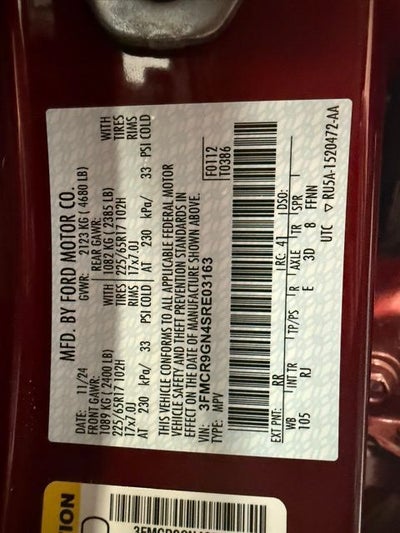 MFD. BY FORD MOTOR CO.
DATE: 11/24 GVWR: 2123 KG ( 4680 LB)
FRONT GAWR: REAR GAWR: WITH
1089 KG ( 2400 LB) 1082 KG ( 2385 LB) TIRES
225/65R17 102H 225/65R17 102H RIMS
17x7.0J 17x7.0J
AT 230 kPa/ 33 PSI COLD AT 230 kPa/ 33 PSI COLD
WITH
TIRES
RIMS
THIS VEHICLE CONFORMS TO ALL APPLICABLE FEDERAL MOTOR
VEHICLE SAFETY AND THEFT PREVENTION STANDARDS IN
EFFECT ON THE DATE OF MANUFACTURE SHOWN ABOVE.
VIN: 3FMCR9GN4SRE03163
TYPE: MPV
F0112
T0386
EXT PNT: RR RC: 41 DSO:
WB INT TR TP/PS R AXLE TR SPR
105 RJ E 3D 8 FFNN
UTC ▽ RU5A-1520472-AA